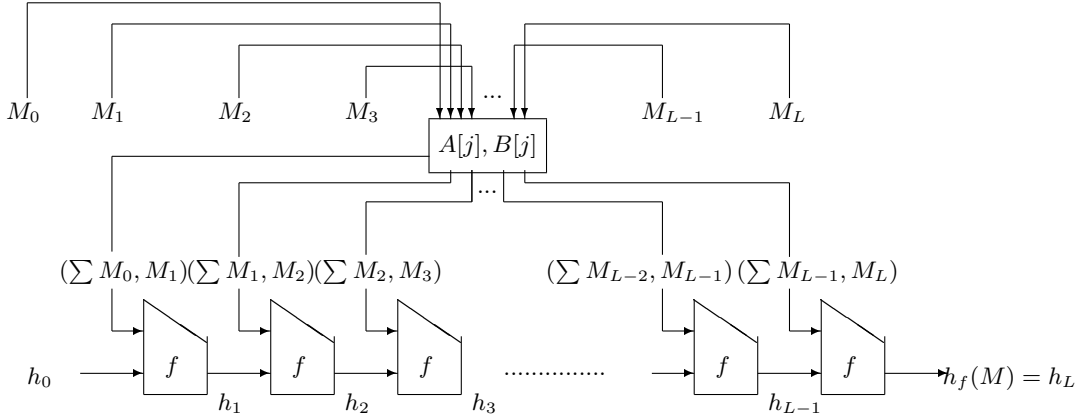 ...
M_0 M_1 M_2 M_3 M_{L-1} M_L
A[j], B[j]
...
(∑ M_0, M_1)(∑ M_1, M_2)(∑ M_2, M_3) (∑ M_{L-2}, M_{L-1}) (∑ M_{L-1}, M_L)
h_0 f f f .................. f f h_f(M) = h_L
h_1 h_2 h_3 h_{L-1}